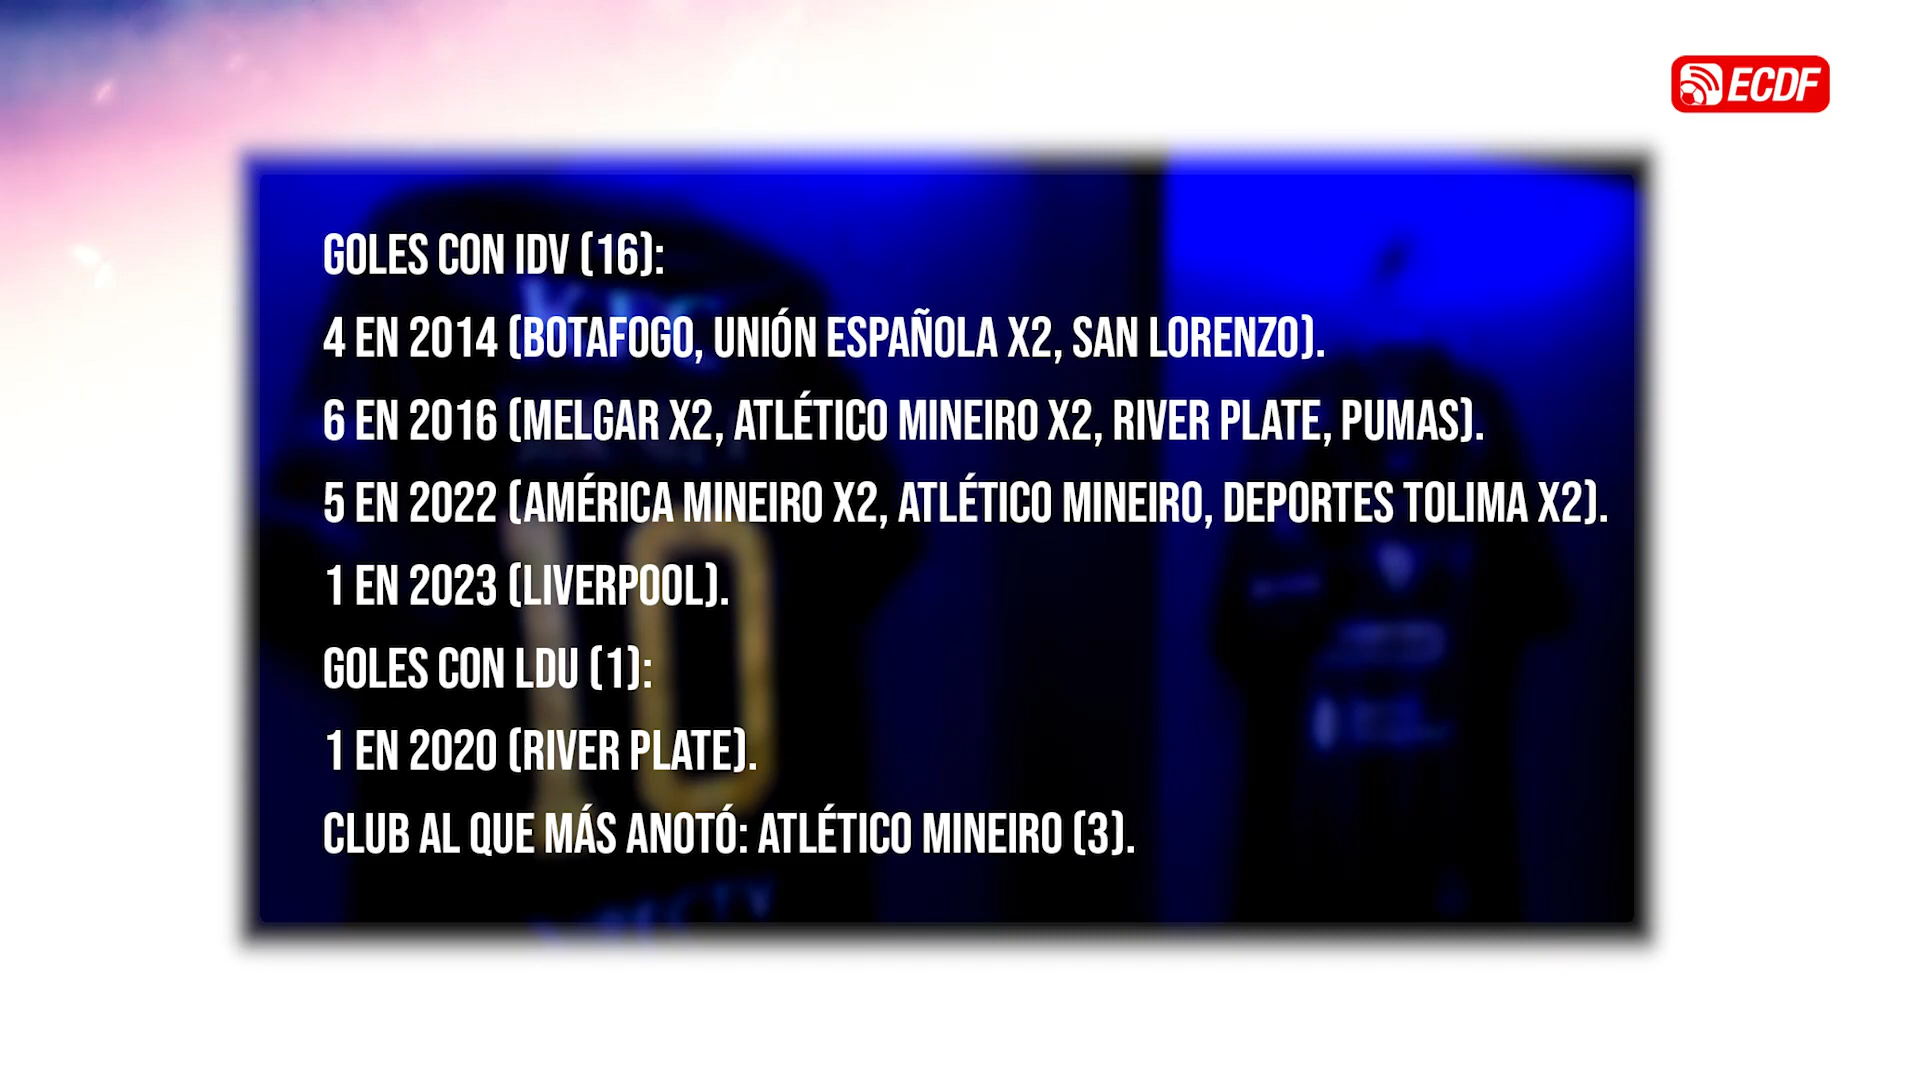 ECDF
GOLES CON IDV (16):
4 EN 2014 (BOTAFOGO, UNIÓN ESPAÑOLA X2, SAN LORENZO).
6 EN 2016 (MELGAR X2, ATLÉTICO MINEIRO X2, RIVER PLATE, PUMAS).
5 EN 2022 (AMÉRICA MINEIRO X2, ATLÉTICO MINEIRO, DEPORTES TOLIMA X2).
1 EN 2023 (LIVERPOOL).
GOLES CON LDU (1):
1 EN 2020 (RIVER PLATE).
CLUB AL QUE MÁS ANOTÓ: ATLÉTICO MINEIRO (3).
10
DIRECTV